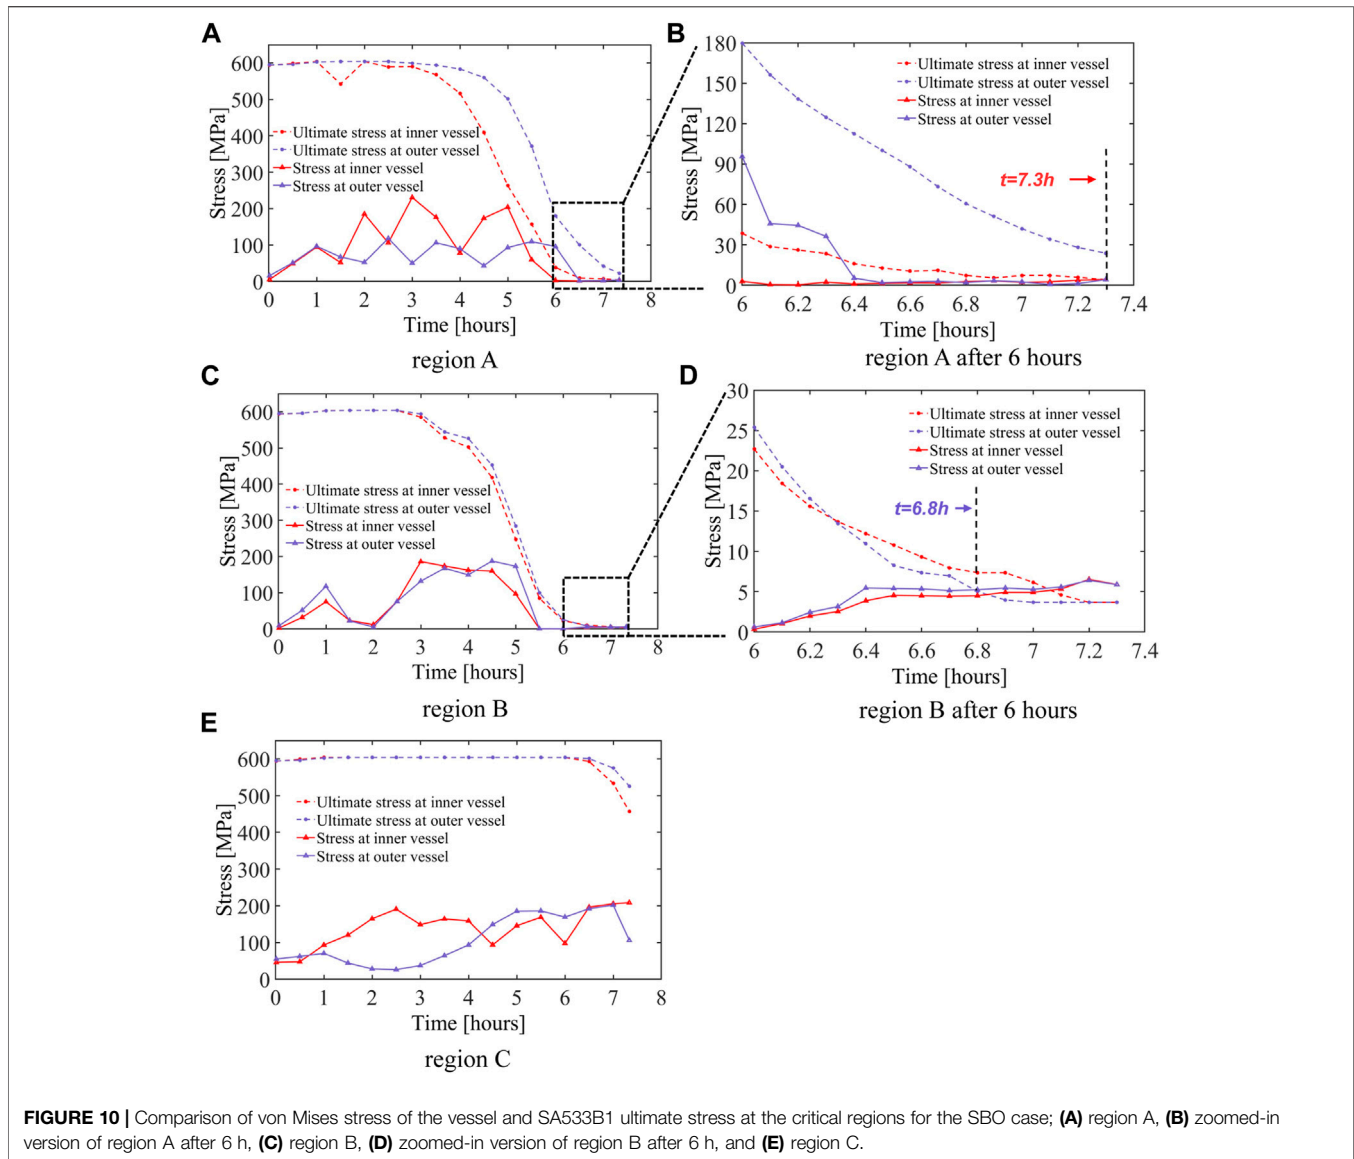 A
600
500
400
300
200
100
0
Stress [MPa]
Ultimate stress at inner vessel
Ultimate stress at outer vessel
Stress at inner vessel
Stress at outer vessel
0 1 2 3 4 5 6 7 8
Time [hours]
region A
B
180
150
120
90
60
30
0
Stress [MPa]
Ultimate stress at inner vessel
Ultimate stress at outer vessel
Stress at inner vessel
Stress at outer vessel
t=7.3h
6 6.2 6.4 6.6 6.8 7 7.2 7.4
Time [hours]
region A after 6 hours
C
600
500
400
300
200
100
0
Stress [MPa]
Ultimate stress at inner vessel
Ultimate stress at outer vessel
Stress at inner vessel
Stress at outer vessel
0 1 2 3 4 5 6 7 8
Time [hours]
region B
D
30
25
20
15
10
5
0
Stress [MPa]
Ultimate stress at inner vessel
Ultimate stress at outer vessel
Stress at inner vessel
Stress at outer vessel
t=6.8h
6 6.2 6.4 6.6 6.8 7 7.2 7.4
Time [hours]
region B after 6 hours
E
600
500
400
300
200
100
0
Stress [MPa]
Ultimate stress at inner vessel
Ultimate stress at outer vessel
Stress at inner vessel
Stress at outer vessel
0 1 2 3 4 5 6 7 8
Time [hours]
region C
FIGURE 10 | Comparison of von Mises stress of the vessel and SA533B1 ultimate stress at the critical regions for the SBO case; (A) region A, (B) zoomed-in
version of region A after 6 h, (C) region B, (D) zoomed-in version of region B after 6 h, and (E) region C.